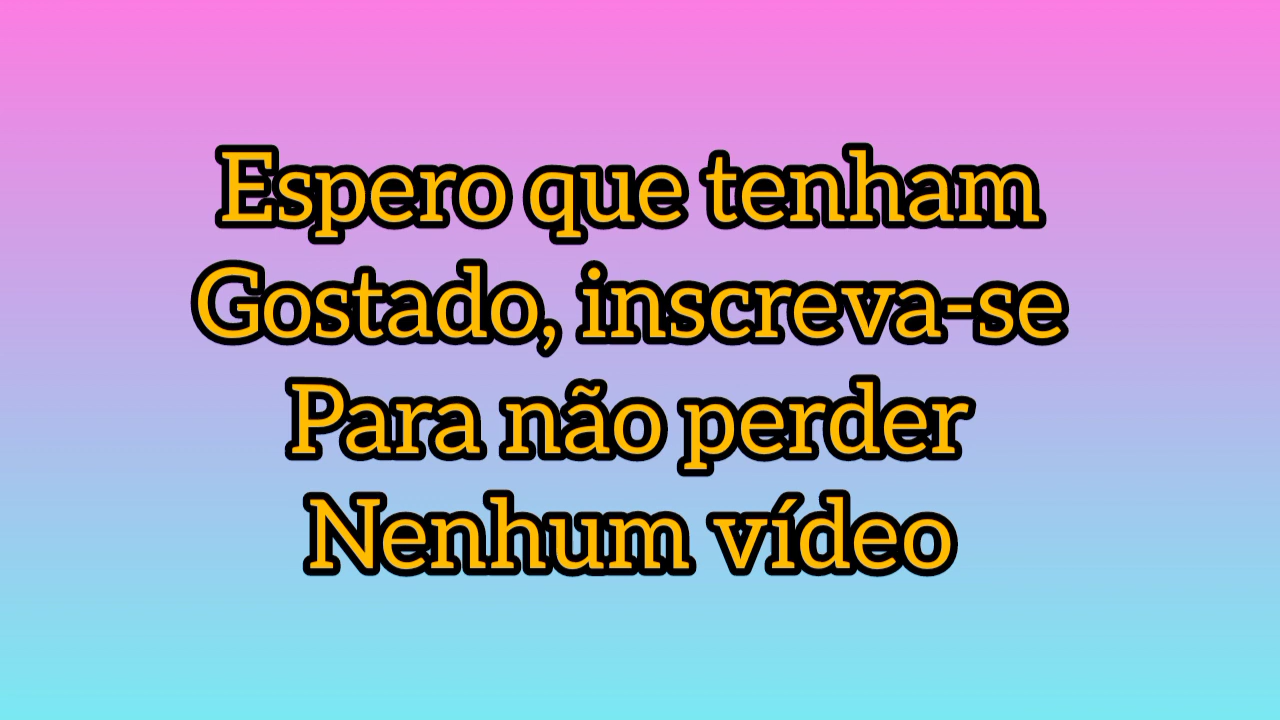 Espero que tenham
Gostado, inscreva-se
Para não perder
Nenhum vídeo